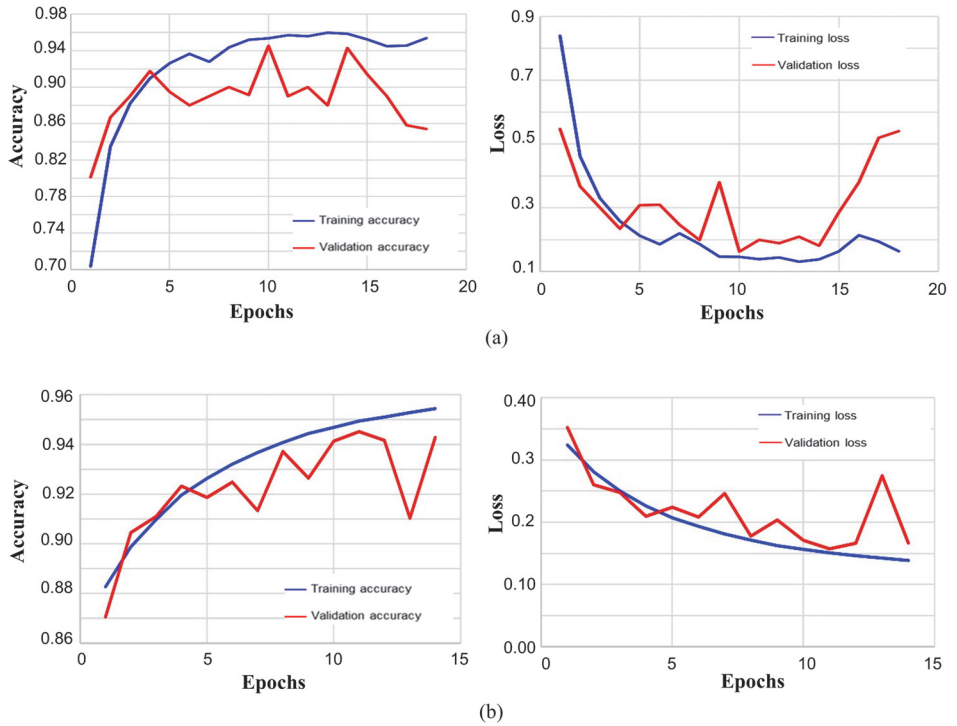 0.98
0.94
0.90
0.86
0.82
0.78
0.74
0.70
Accuracy
0
5
10
15
20
Epochs
Training accuracy
Validation accuracy
0.9
0.7
0.5
0.3
0.1
Loss
0
5
10
15
20
Epochs
Training loss
Validation loss
(a)
0.96
0.94
0.92
0.90
0.88
0.86
Accuracy
0
5
10
15
Epochs
Training accuracy
Validation accuracy
0.40
0.3
0.2
0.10
0.00
Loss
0
5
10
15
Epochs
Training loss
Validation loss
(b)